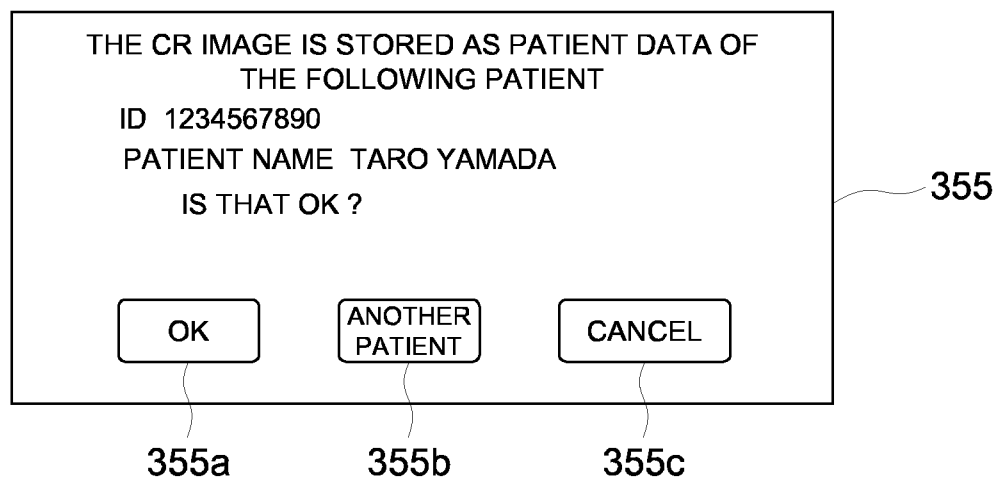 THE CR IMAGE IS STORED AS PATIENT DATA OF
THE FOLLOWING PATIENT
ID 1234567890
PATIENT NAME TARO YAMADA
IS THAT OK ?
355
OK
ANOTHER
PATIENT
CANCEL
355a
355b
355c